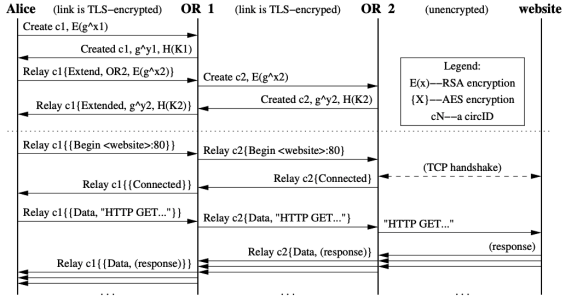 Alice (link is TLS−encrypted) OR 1 (link is TLS−encrypted) OR 2 (unencrypted) website
Create c1, E(g^x1)
Created c1, g^y1, H(K1)
Relay c1{Extend, OR2, E(g^x2)}
Create c2, E(g^x2)
Created c2, g^y2, H(K2)
Relay c1{Extended, g^y2, H(K2)}
Legend:
E(x)−−RSA encryption
{X}−−AES encryption
cN−−a circID
Relay c1{{Begin <website>:80}}
Relay c2{Begin <website>:80}
(TCP handshake)
Relay c2{Connected}
Relay c1{{Connected}}
Relay c1{{Data, "HTTP GET..."}}
Relay c2{Data, "HTTP GET..."}
"HTTP GET..."
(response)
Relay c2{Data, (response)}
Relay c1{{Data, (response)}}
. . . . . . . . .